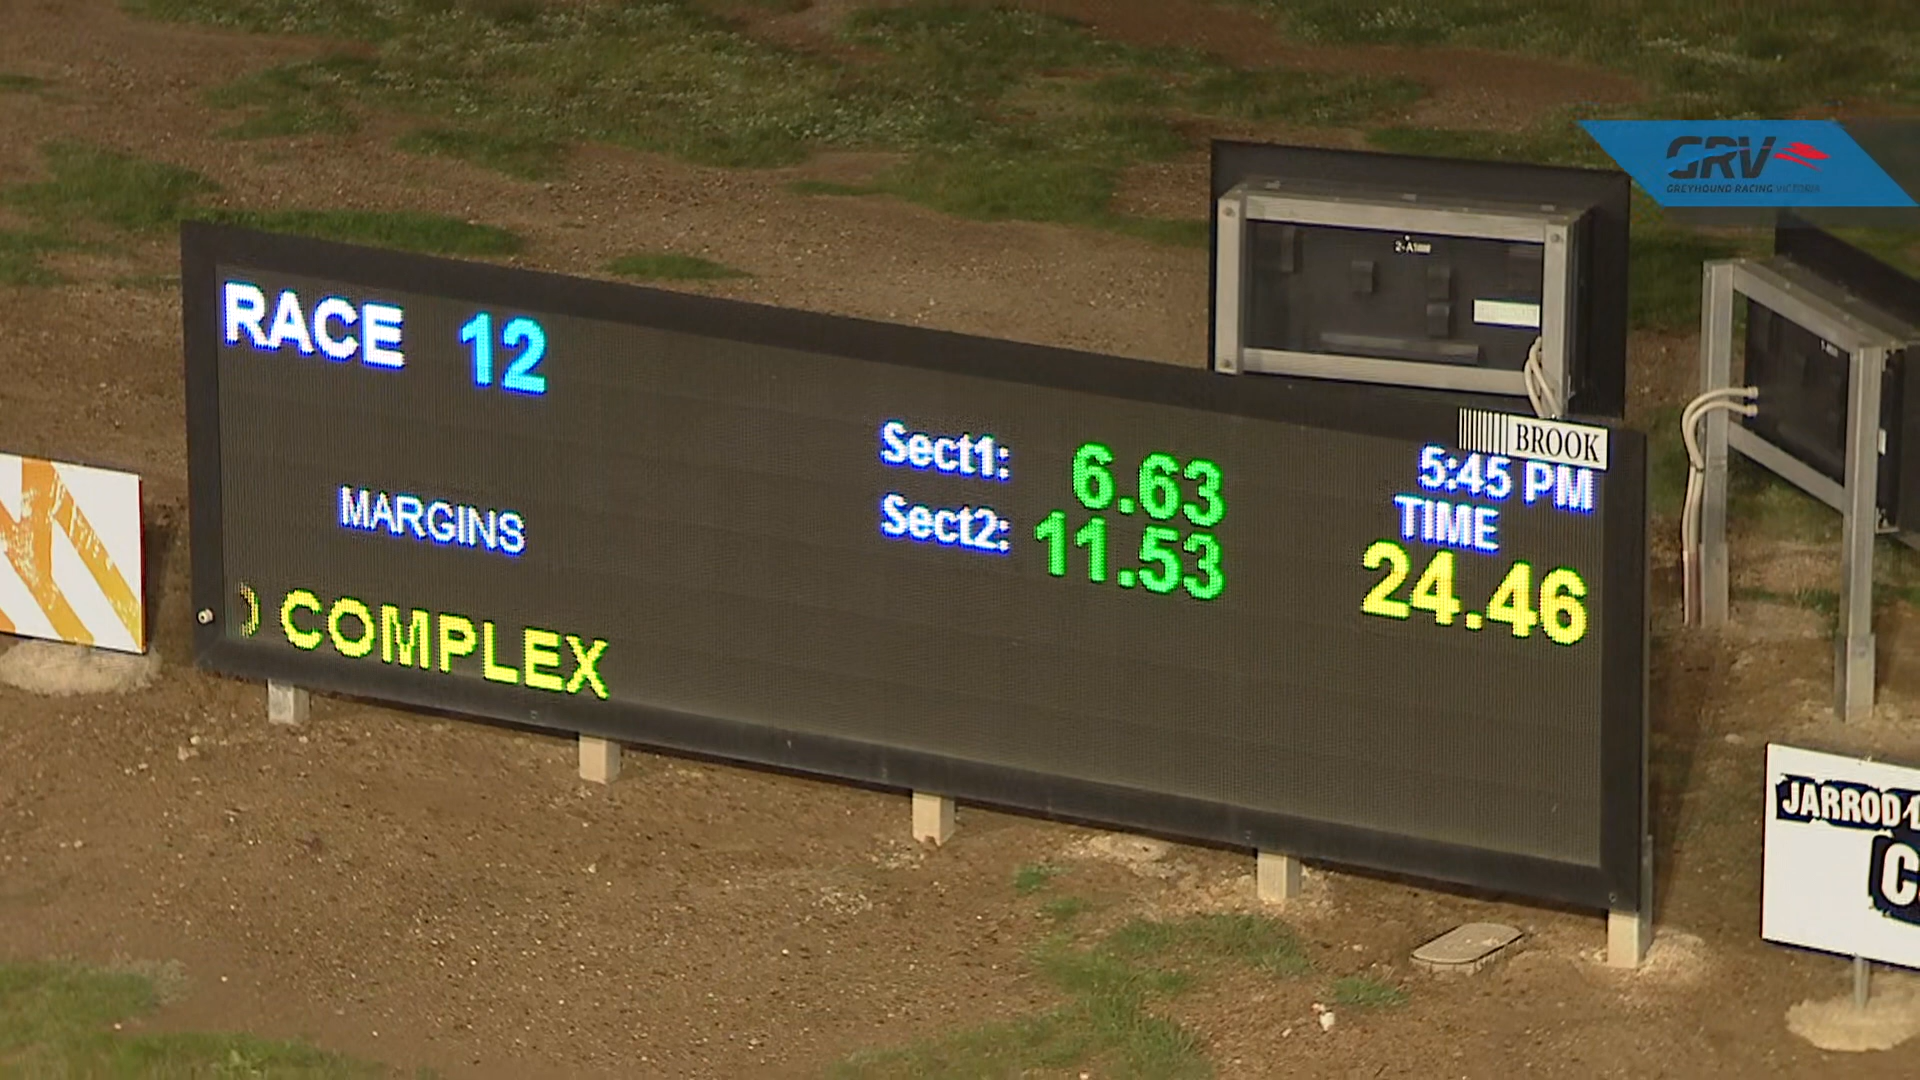 GRV
GREYHOUND RACING VICTORIA
RACE 12
BROOK
5:45 PM
Sect1: 6.63
TIME
MARGINS
Sect2: 11.53
24.46
COMPLEX
JARROD